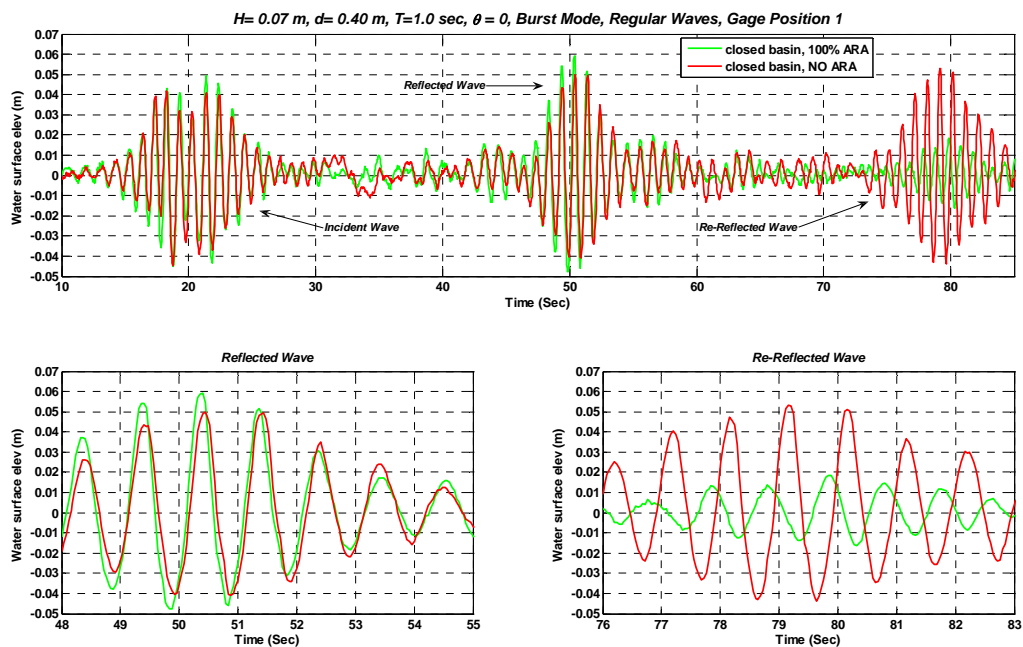 H= 0.07 m, d= 0.40 m, T=1.0 sec, θ = 0, Burst Mode, Regular Waves, Gage Position 1
0.07
0.06
0.05
0.04
0.03
0.02
0.01
0
-0.01
-0.02
-0.03
-0.04
-0.05
Water surface elev (m)
closed basin, 100% ARA
closed basin, NO ARA
Reflected Wave
Incident Wave
Re-Reflected Wave
10 20 30 40 50 60 70 80
Time (Sec)
Reflected Wave
0.07
0.06
0.05
0.04
0.03
0.02
0.01
0
-0.01
-0.02
-0.03
-0.04
-0.05
Water surface elev (m)
48 49 50 51 52 53 54 55
Time (Sec)
Re-Reflected Wave
0.07
0.06
0.05
0.04
0.03
0.02
0.01
0
-0.01
-0.02
-0.03
-0.04
-0.05
Water surface elev (m)
76 77 78 79 80 81 82 83
Time (Sec)